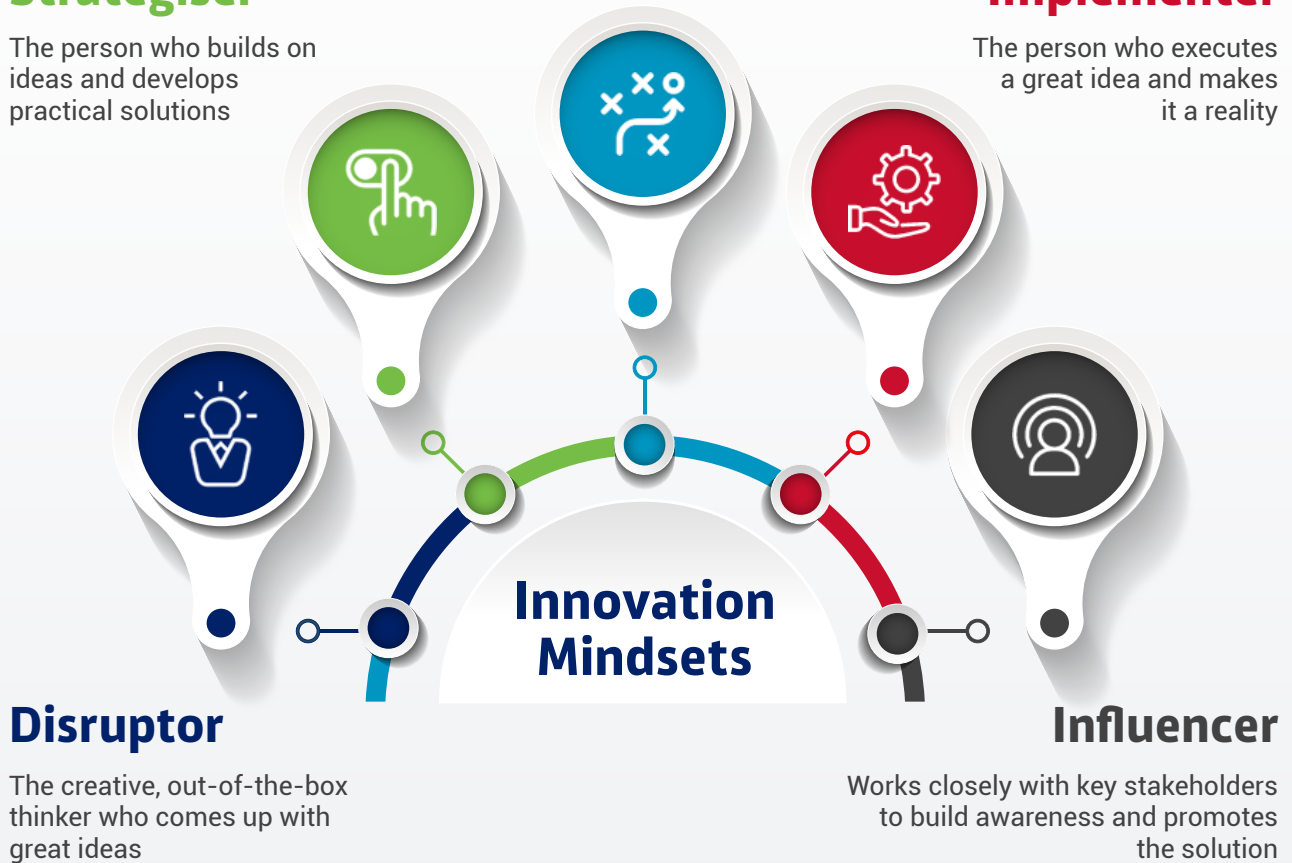 Strategiser
The person who builds on
ideas and develops
practical solutions
Implementer
The person who executes
a great idea and makes
it a reality
Innovation
Mindsets
Disruptor
The creative, out-of-the-box
thinker who comes up with
great ideas
Influencer
Works closely with key stakeholders
to build awareness and promotes
the solution